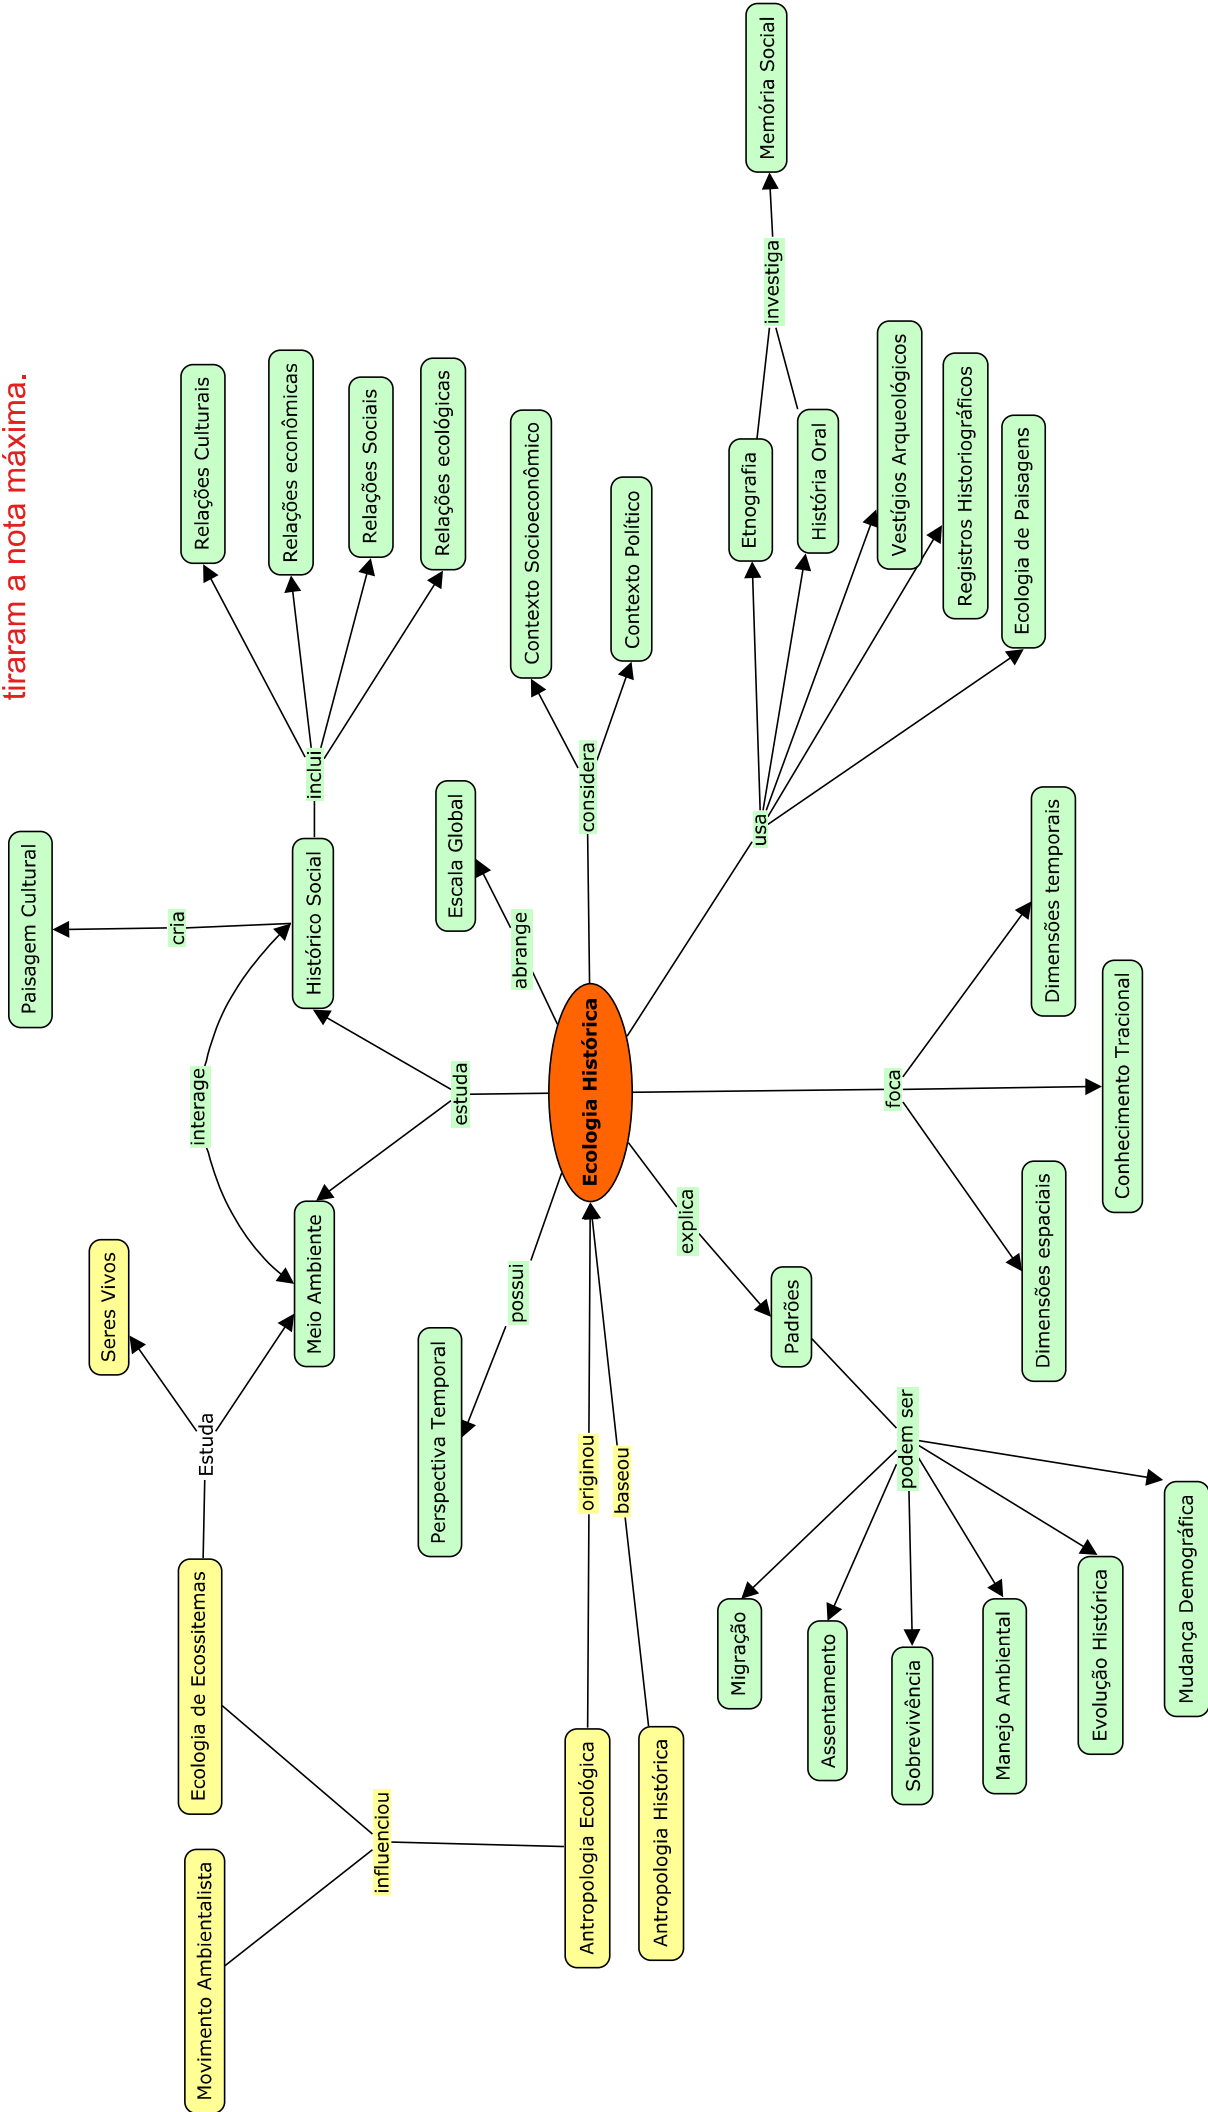 tiraram a nota máxima.
Paisagem Cultural
cria
Seres Vivos
Estuda
Movimento Ambientalista
Ecologia de Ecossitemas
interage
Relações Culturais
Relações econômicas
Relações Sociais
Relações ecológicas
inclui
Histórico Social
Meio Ambiente
influenciou
estuda
Perspectiva Temporal
possui
Escala Global
abrange
Contexto Socioeconômico
Contexto Político
considera
Ecologia Histórica
originou
baseou
Antropologia Ecológica
Antropologia Histórica
explica
Padrões
podem ser
Migração
Assentamento
Sobrevivência
Manejo Ambiental
Evolução Histórica
Mudança Demográfica
usa
Etnografia
História Oral
investiga
Memória Social
Vestígios Arqueológicos
Registros Historiográficos
Ecologia de Paisagens
foca
Dimensões espaciais
Dimensões temporais
Conhecimento Tracional